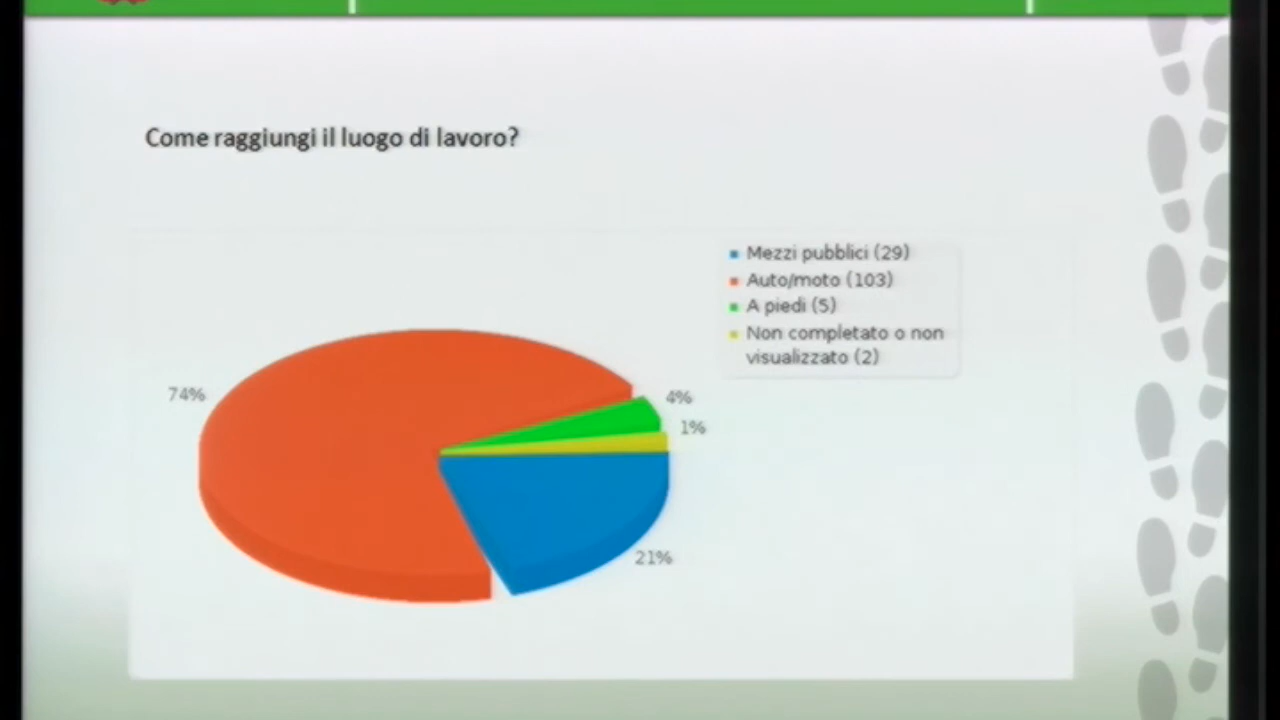 Come raggiungi il luogo di lavoro?
Mezzi pubblici (29)
Auto/moto (103)
A piedi (5)
Non completato o non
visualizzato (2)
74%
4%
1%
21%